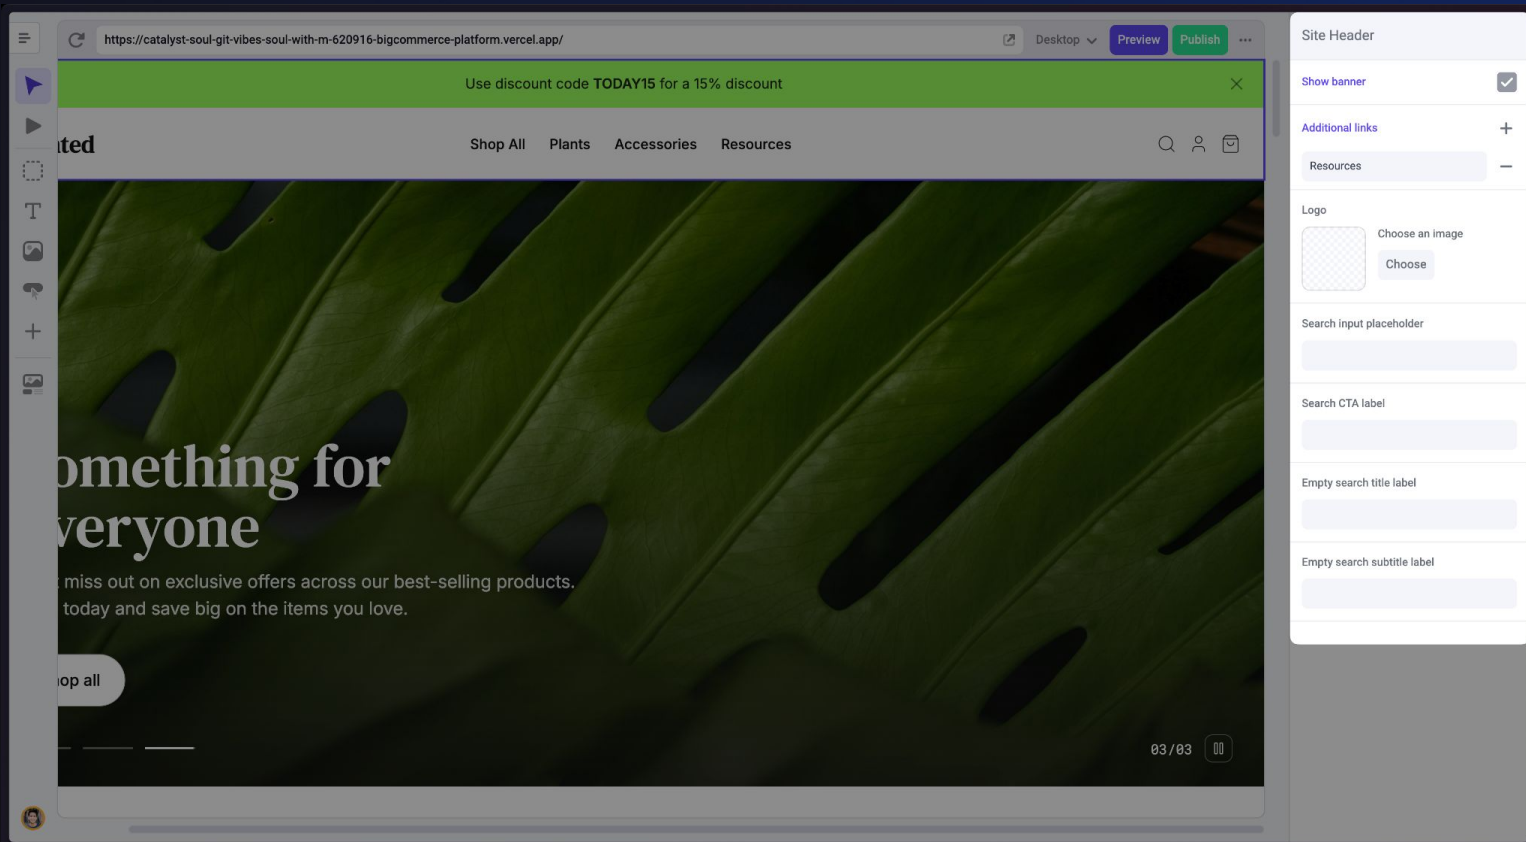 https://catalyst-soul-git-vibes-soul-with-m-620916-bigcommerce-platform.vercel.app/
Desktop
Preview
Publish
Use discount code TODAY15 for a 15% discount
ted
Shop All
Plants
Accessories
Resources
omething for
veryone
miss out on exclusive offers across our best-selling products.
today and save big on the items you love.
op all
03/03
Site Header
Show banner
Additional links
Resources
Logo
Choose an image
Choose
Search input placeholder
Search CTA label
Empty search title label
Empty search subtitle label